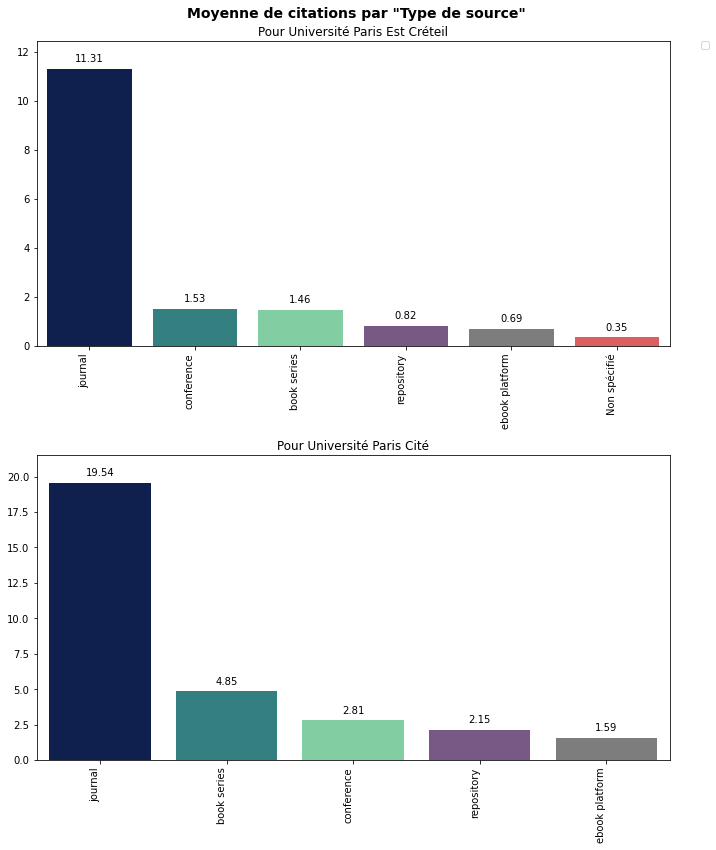 Moyenne de citations par "Type de source"
Pour Université Paris Est Créteil
12
10
8
6
4
2
0
11.31
1.53
1.46
0.82
0.69
0.35
journal
conference
book series
repository
ebook platform
Non spécifié
Pour Université Paris Cité
20.0
17.5
15.0
12.5
10.0
7.5
5.0
2.5
0.0
19.54
4.85
2.81
2.15
1.59
journal
book series
conference
repository
ebook platform